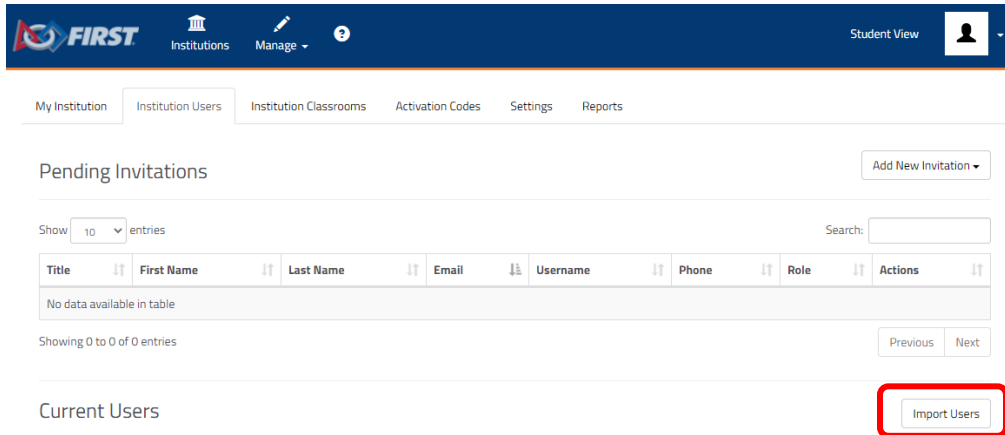 FIRST
Institutions
Manage
?
Student View
My Institution Institution Users Institution Classrooms Activation Codes Settings Reports
Pending Invitations
Add New Invitation
Show 10 entries
Search:
Title First Name Last Name Email Username Phone Role Actions
No data available in table
Showing 0 to 0 of 0 entries
Previous Next
Current Users
Import Users